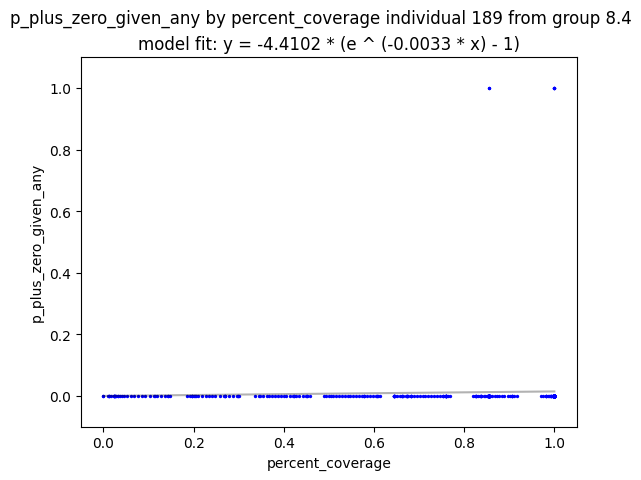 p_plus_zero_given_any by percent_coverage individual 189 from group 8.4
model fit: y = -4.4102 * (e ^ (-0.0033 * x) - 1)
1.0
0.8
0.6
0.4
0.2
0.0
p_plus_zero_given_any
0.0 0.2 0.4 0.6 0.8 1.0
percent_coverage